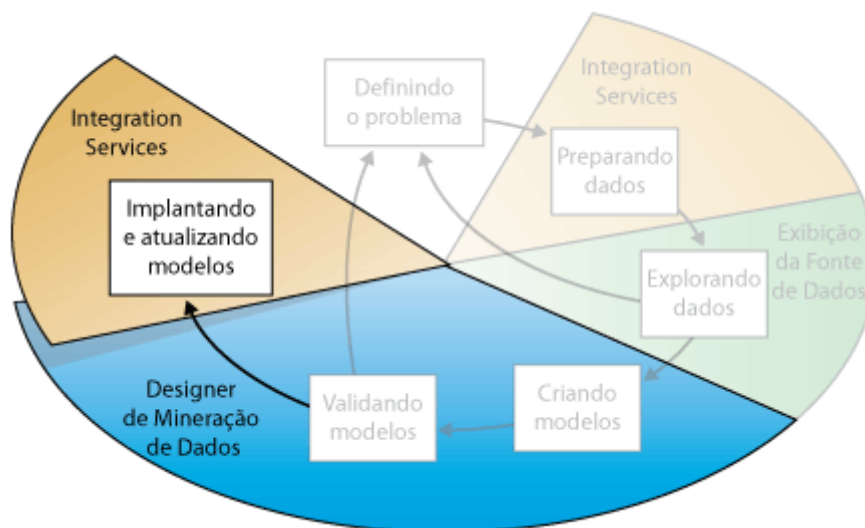 Integration
Services
Implantando
e atualizando
modelos
Definindo
o problema
Integration
Services
Preparando
dados
Exibição
da Fonte
de Dados
Explorando
dados
Criando
modelos
Validando
modelos
Designer
de Mineração
de Dados